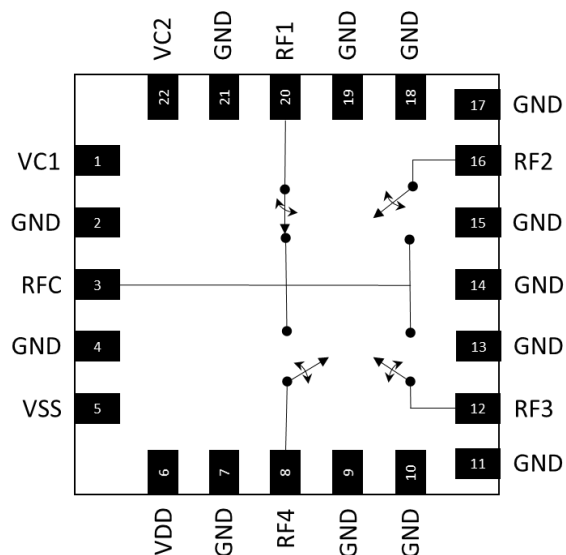 VC2 GND RF1 GND GND
22 21 20 19 18
17 GND
VC1 1 16 RF2
GND 2 15 GND
RFC 3 14 GND
GND 4 13 GND
VSS 5 12 RF3
11 GND
6 7 8 9 10
VDD GND RF4 GND GND